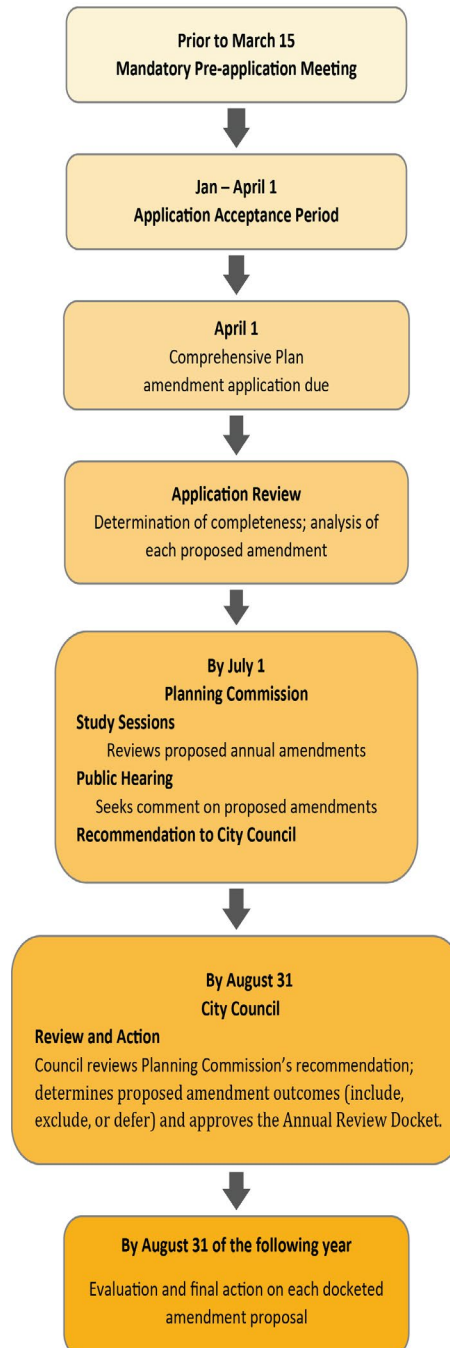 Prior to March 15
Mandatory Pre-application Meeting
Jan – April 1
Application Acceptance Period
April 1
Comprehensive Plan
amendment application due
Application Review
Determination of completeness; analysis of
each proposed amendment
By July 1
Planning Commission
Study Sessions
Reviews proposed annual amendments
Public Hearing
Seeks comment on proposed amendments
Recommendation to City Council
By August 31
City Council
Review and Action
Council reviews Planning Commission's recommendation;
determines proposed amendment outcomes (include,
exclude, or defer) and approves the Annual Review Docket.
By August 31 of the following year
Evaluation and final action on each docketed
amendment proposal